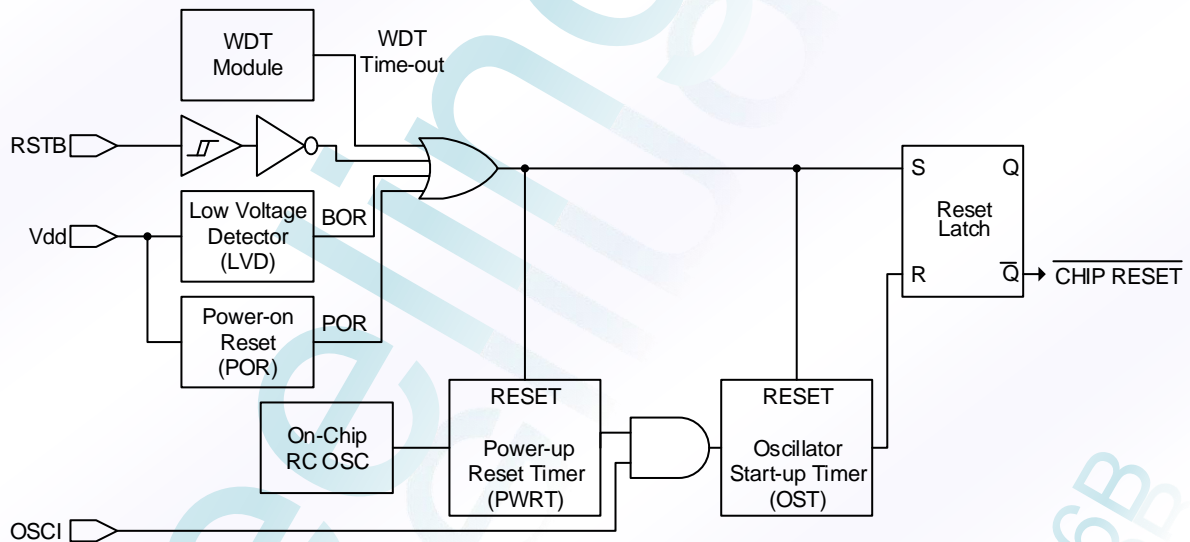 WDT
Module
WDT
Time-out
RSTB
Vdd
Low Voltage
Detector
(LVD)
BOR
Power-on
Reset
(POR)
POR
S
Q
Reset
Latch
R
Q
CHIP RESET
On-Chip
RC OSC
RESET
Power-up
Reset Timer
(PWRT)
RESET
Oscillator
Start-up Timer
(OST)
OSCI
6B